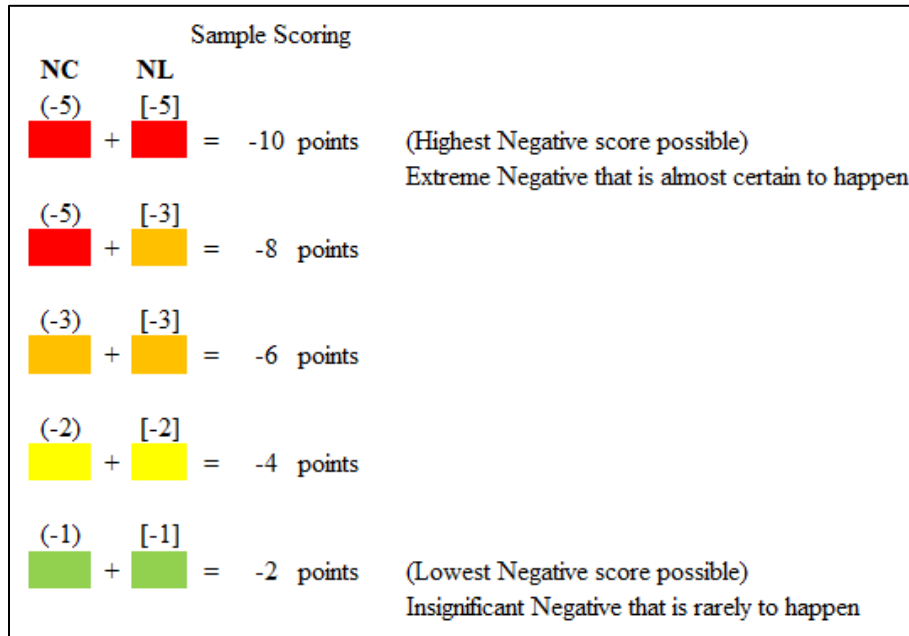 Sample Scoring
NC NL
(-5) [-5]
+ = -10 points (Highest Negative score possible)
Extreme Negative that is almost certain to happen
(-5) [-3]
+ = -8 points
(-3) [-3]
+ = -6 points
(-2) [-2]
+ = -4 points
(-1) [-1]
+ = -2 points (Lowest Negative score possible)
Insignificant Negative that is rarely to happen